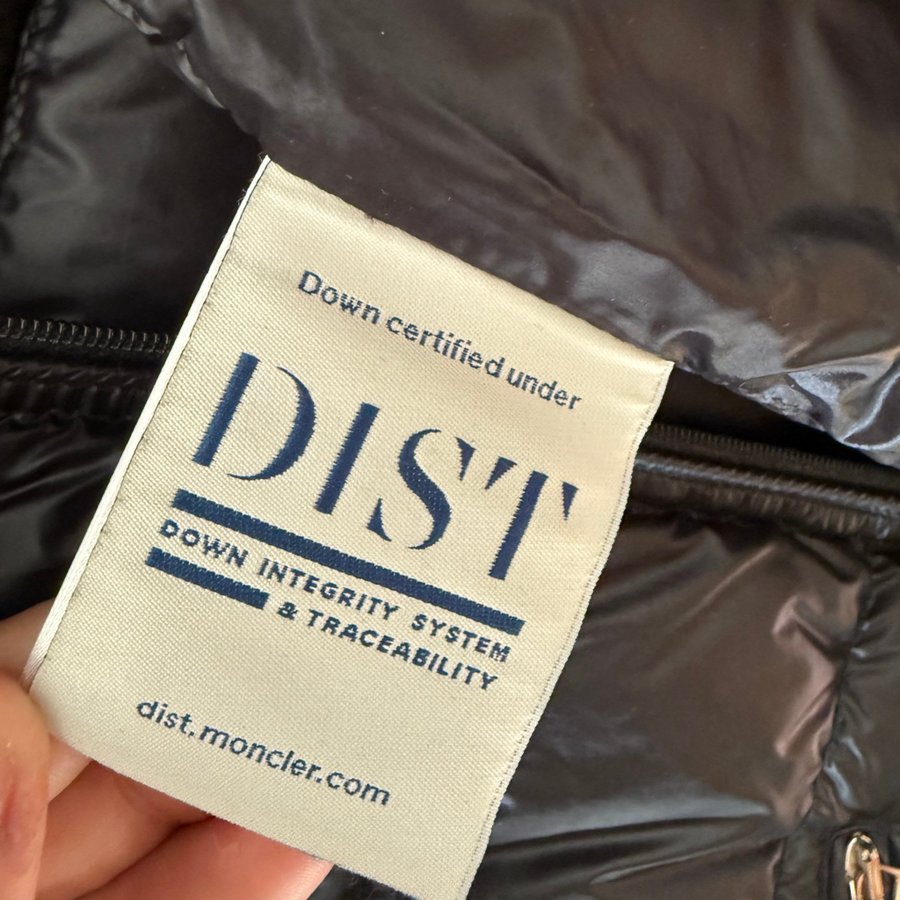 Down certified under
DIST
DOWN INTEGRITY SYSTEM
& TRACEABILITY
dist.moncler.com